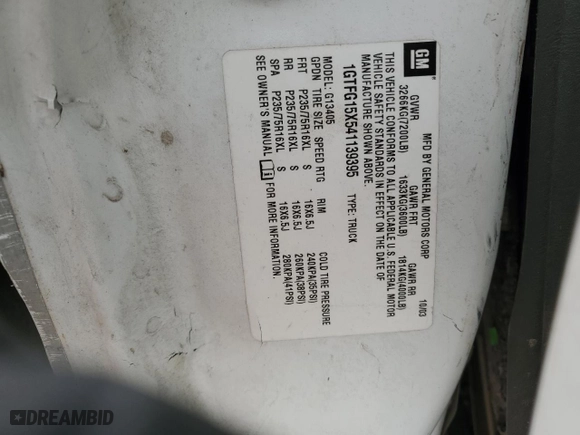 GM
MFD BY GENERAL MOTORS CORP 10/03
GVWR GAWR FRT GAWR RR
3266KG(7200LB) 1633KG(3600LB) 1814KG(4000LB)
THIS VEHICLE CONFORMS TO ALL APPLICABLE U.S. FEDERAL MOTOR
VEHICLE SAFETY STANDARDS IN EFFECT ON THE DATE OF
MANUFACTURE SHOWN ABOVE.
1GTFG15X541139395 TYPE: TRUCK
MODEL: G13405
GPDN TIRE SIZE SPEED RTG RIM COLD TIRE PRESSURE
FRT P235/75R16XL S 16X6.5J 240KPA(35PSI)
RR P235/75R16XL S 16X6.5J 260KPA(38PSI)
SPA P235/75R16XL S 16X6.5J 280KPA(41PSI)
SEE OWNER'S MANUAL i FOR MORE INFORMATION.
DREAMBID